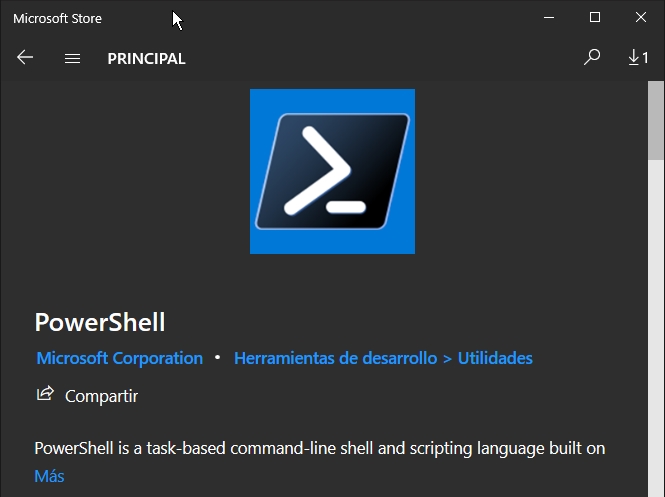 Microsoft Store
PRINCIPAL
1
PowerShell
Microsoft Corporation • Herramientas de desarrollo > Utilidades
Compartir
PowerShell is a task-based command-line shell and scripting language built on
Más